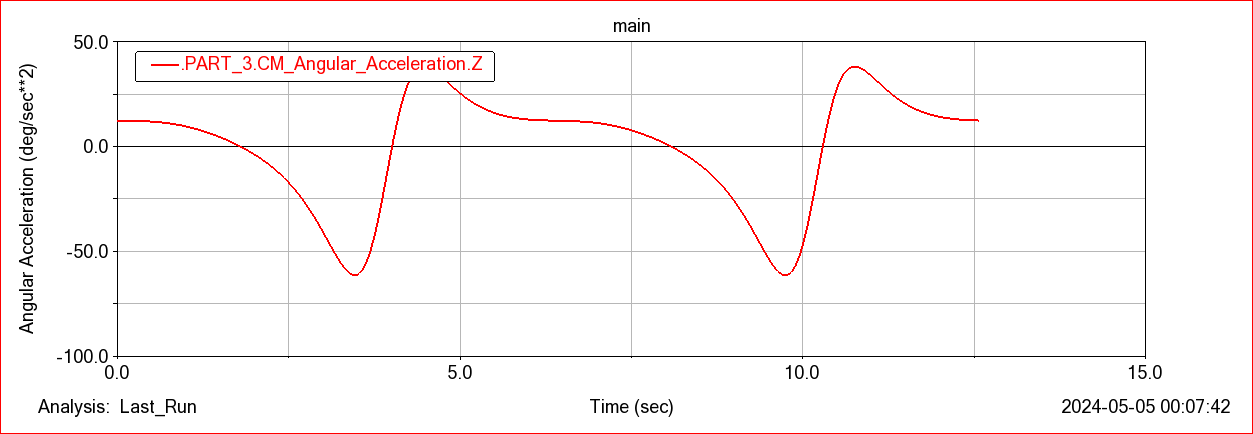 main
50.0
.PART_3.CM_Angular_Acceleration.Z
0.0
-50.0
-100.0
Angular Acceleration (deg/sec**2)
0.0 5.0 10.0 15.0
Analysis: Last_Run Time (sec) 2024-05-05 00:07:42